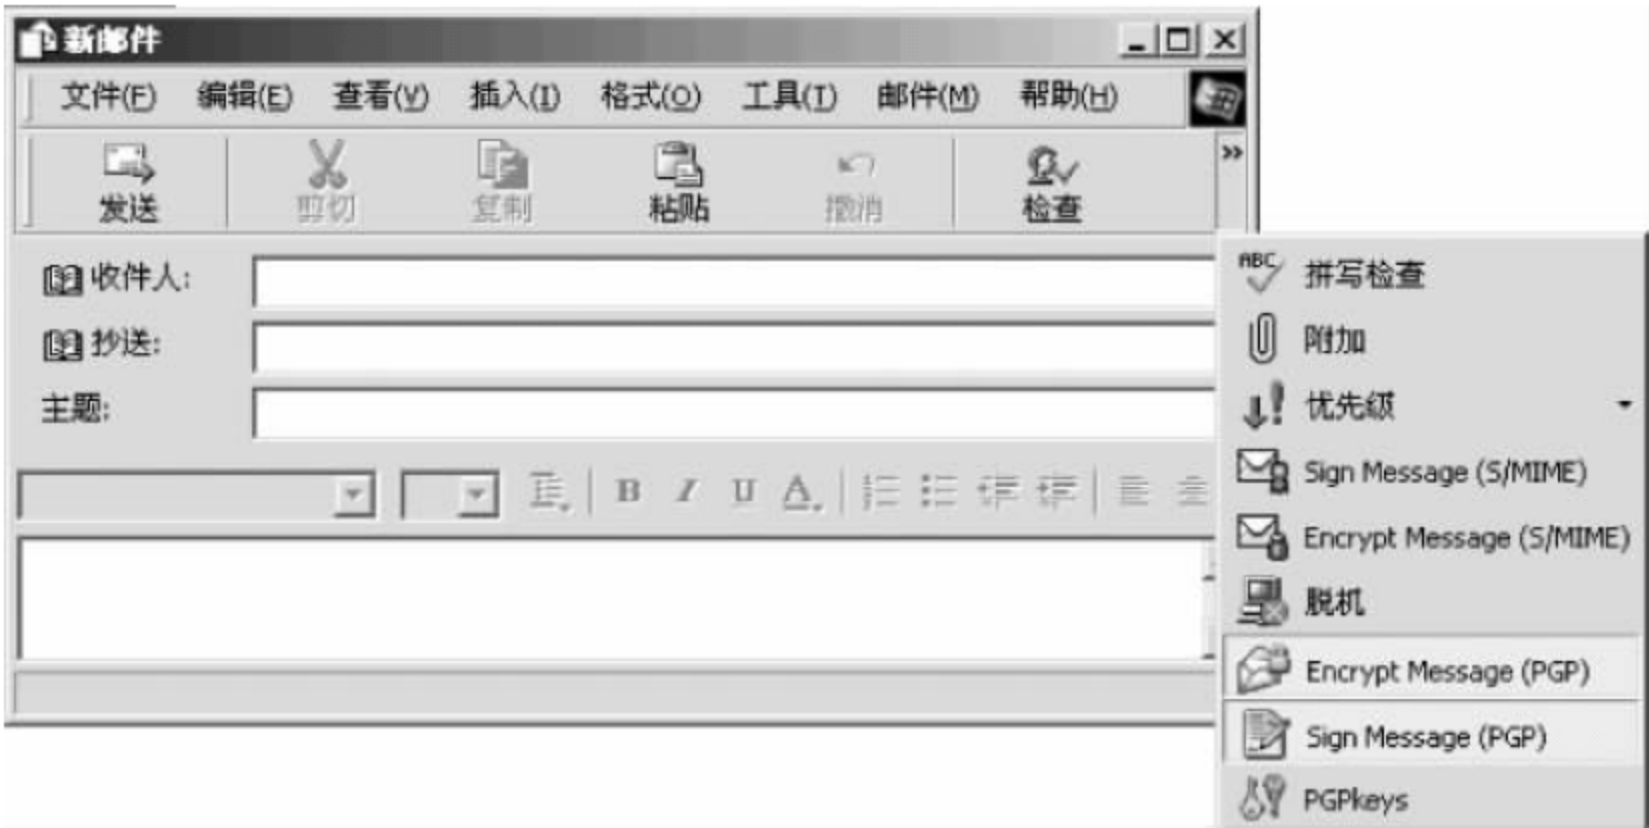 新邮件
文件(F) 编辑(E) 查看(V) 插入(I) 格式(O) 工具(T) 邮件(M) 帮助(H)
发送 剪切 复制 粘贴 撤消 检查 »
收件人:
抄送:
主题:
B I U A
ABC 拼写检查
附加
优先级
Sign Message (S/MIME)
Encrypt Message (S/MIME)
脱机
Encrypt Message (PGP)
Sign Message (PGP)
PGPkeys